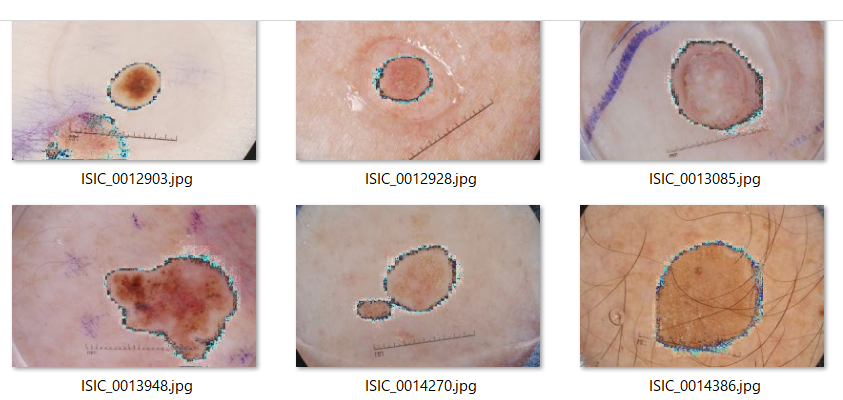 ISIC_0012903.jpg
ISIC_0012928.jpg
ISIC_0013085.jpg
ISIC_0013948.jpg
ISIC_0014270.jpg
ISIC_0014386.jpg